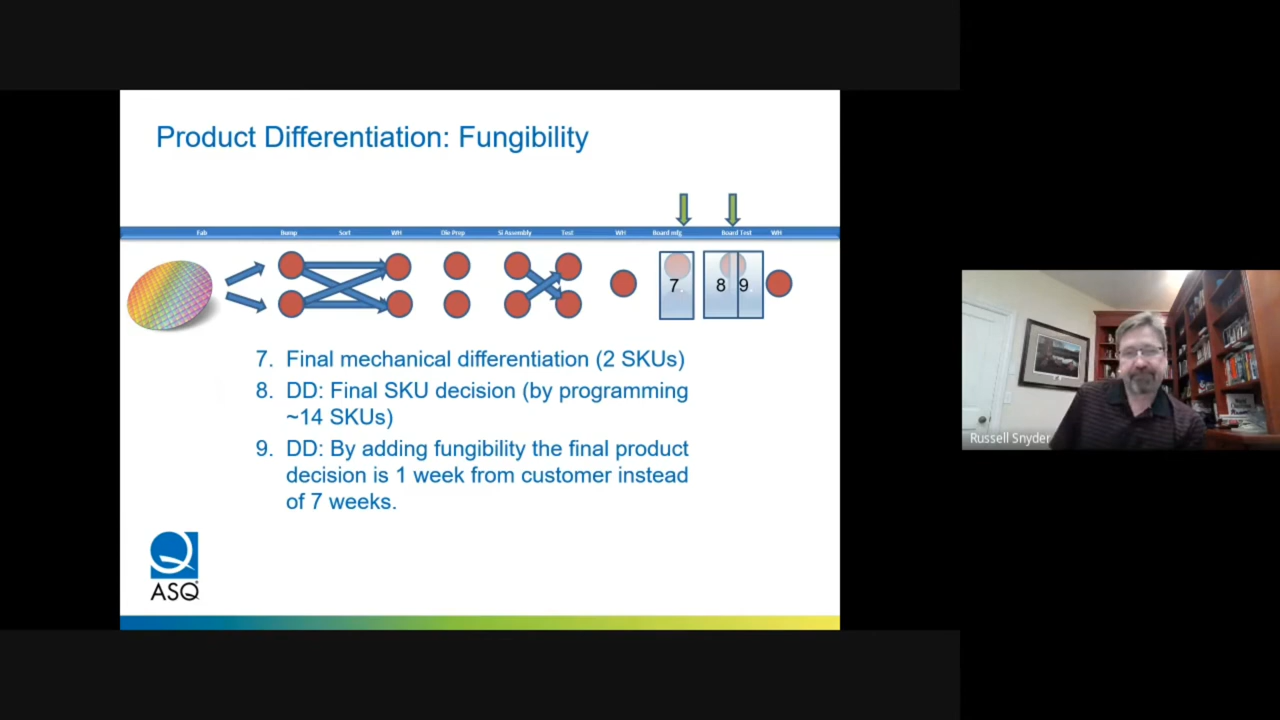 Product Differentiation: Fungibility
Fab Bump Sort WH Die Prep Si Assembly Test WH Board mfg Board Test WH
7. 8 9.
7. Final mechanical differentiation (2 SKUs)
8. DD: Final SKU decision (by programming
~14 SKUs)
9. DD: By adding fungibility the final product
decision is 1 week from customer instead
of 7 weeks.
ASQ
Russell Snyder